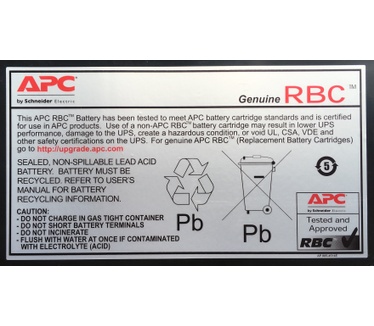 APC
by Schneider Electric
Genuine RBC™
This APC RBC™ Battery has been tested to meet APC battery cartridge standards and is certified
for use in APC products. Use of a non-APC RBC™ battery cartridge may result in lower UPS
performance, damage to the UPS, create a hazardous condition, or void UL, CSA, VDE and
other safety certifications on the UPS. For genuine APC RBC™ (Replacement Battery Cartridges)
go to http://upgrade.apc.com
SEALED, NON-SPILLABLE LEAD ACID
BATTERY. BATTERY MUST BE
RECYCLED. REFER TO USER'S
MANUAL FOR BATTERY
RECYCLING INFORMATION.
CAUTION:
- DO NOT CHARGE IN GAS TIGHT CONTAINER
- DO NOT SHORT BATTERY TERMINALS
- DO NOT INCINERATE
- FLUSH WITH WATER AT ONCE IF CONTAMINATED
WITH ELECTROLYTE (ACID)
Pb
Pb
5
APC
by Schneider Electric
Tested and
Approved
RBC